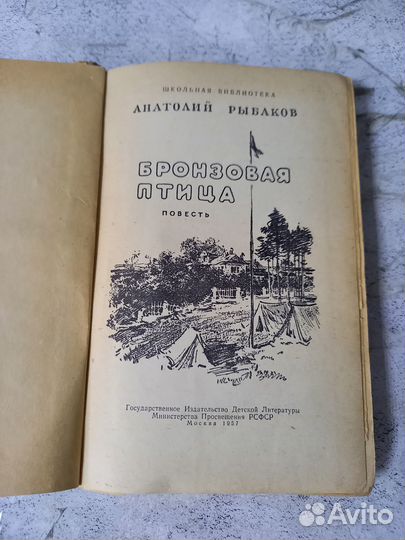 ШКОЛЬНАЯ БИБЛИОТЕКА
АНАТОЛИЙ РЫБАКОВ
БРОНЗОВАЯ
ПТИЦА
ПОВЕСТЬ
Государственное Издательство Детской Литературы
Министерства Просвещения РСФСР
Москва 1957
Avito